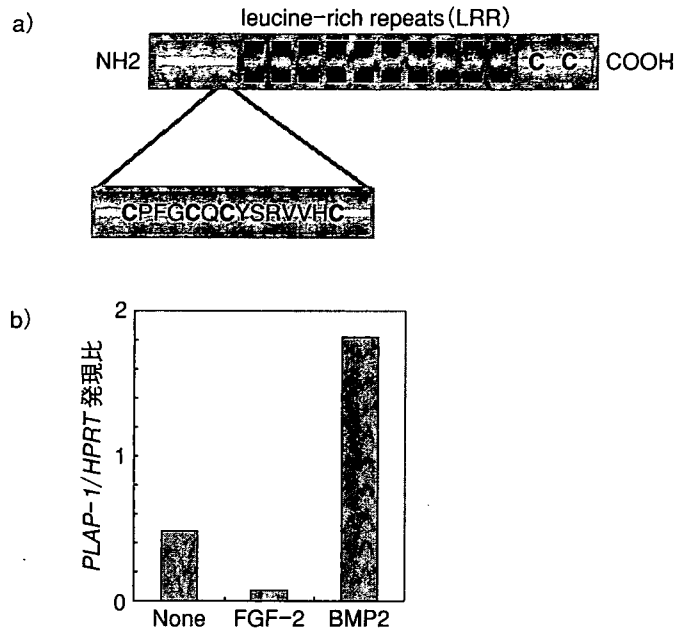 a)
leucine-rich repeats (LRR)
NH2 C C COOH
CPFGCQCYSRVVHC
b)
PLAP-1/HPRT 発現比
2
1
0
None FGF-2 BMP2